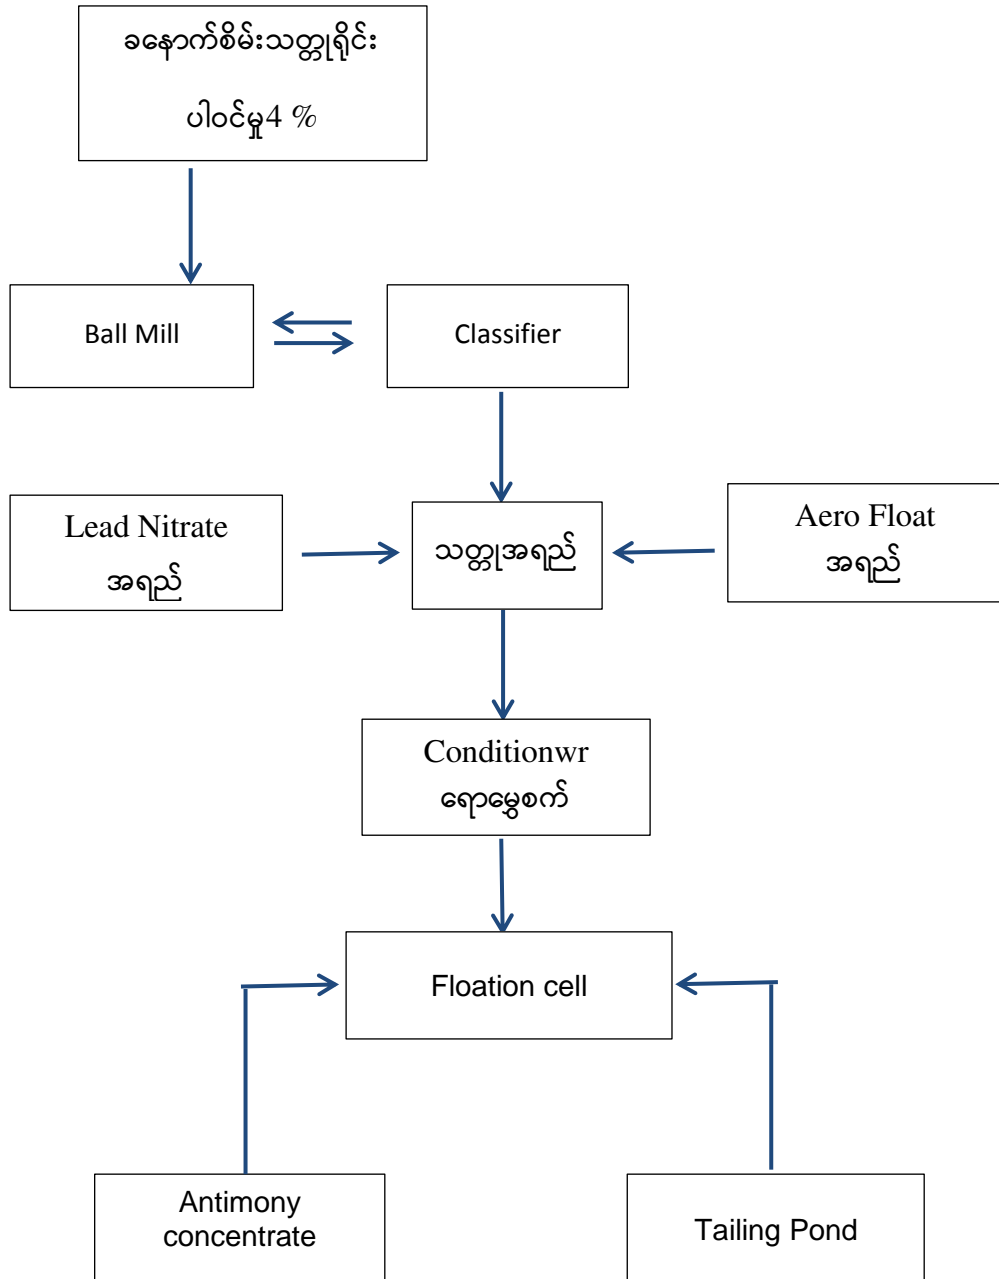 ခနောက်စိမ်းသတ္တုရိုင်း
ပါဝင်မှု4 %
Ball Mill
Classifier
Lead Nitrate
အရည်
သတ္တုအရည်
Aero Float
အရည်
Conditionwr
ရောမွှေစက်
Floation cell
Antimony
concentrate
Tailing Pond